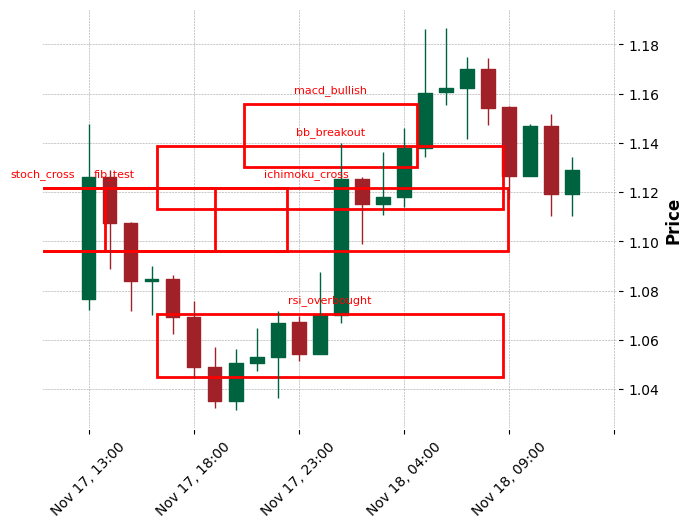 macd_bullish
bb_breakout
stoch_cross
fib_test
ichimoku_cross
rsi_overbought
1.18
1.16
1.14
1.12
1.10
1.08
1.06
1.04
Price
Nov 17, 13:00
Nov 17, 18:00
Nov 17, 23:00
Nov 18, 04:00
Nov 18, 09:00